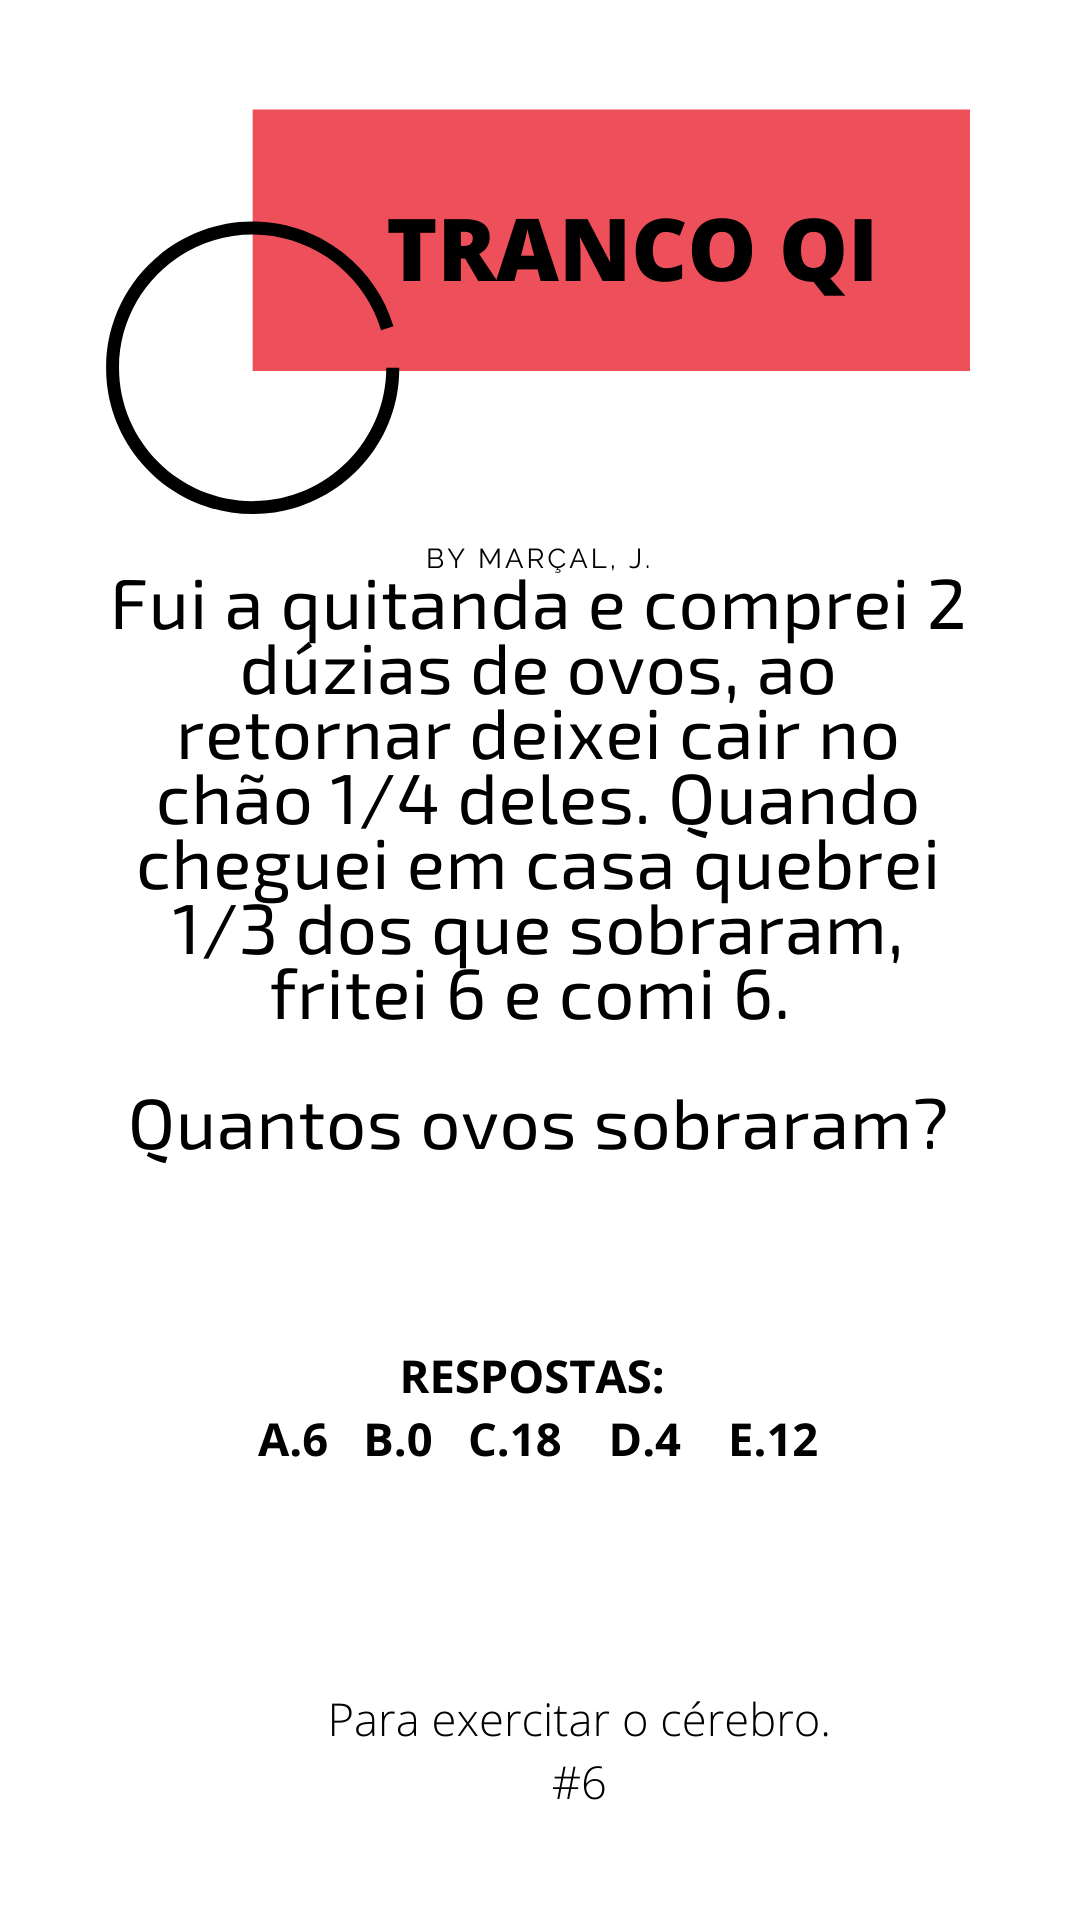 TRANCO QI
BY MARÇAL, J.
Fui a quitanda e comprei 2
dúzias de ovos, ao
retornar deixei cair no
chão 1/4 deles. Quando
cheguei em casa quebrei
1/3 dos que sobraram,
fritei 6 e comi 6.
Quantos ovos sobraram?
RESPOSTAS:
A.6 B.0 C.18 D.4 E.12
Para exercitar o cérebro.
#6